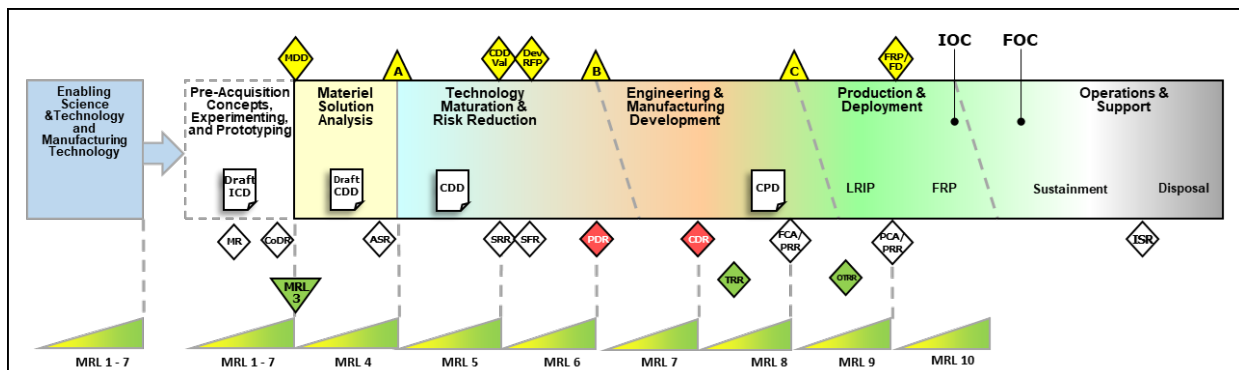 IOC
FOC
MDD
A
CDD
Val
Dev
RFP
B
C
FRP/
FD
Enabling
Science
&Technology
and
Manufacturing
Technology
Pre-Acquisition
Concepts,
Experimenting,
and Prototyping
Materiel
Solution
Analysis
Technology
Maturation &
Risk Reduction
Engineering &
Manufacturing
Development
Production &
Deployment
Operations &
Support
Draft
ICD
Draft
CDD
CDD
CPD
LRIP
FRP
Sustainment
Disposal
MR
CoDR
ASR
SRR
SFR
PDR
CDR
FCA/
PRR
PCA/
PRR
ISR
TRR
OTRR
MRL
3
MRL 1 - 7
MRL 1 - 7
MRL 4
MRL 5
MRL 6
MRL 7
MRL 8
MRL 9
MRL 10